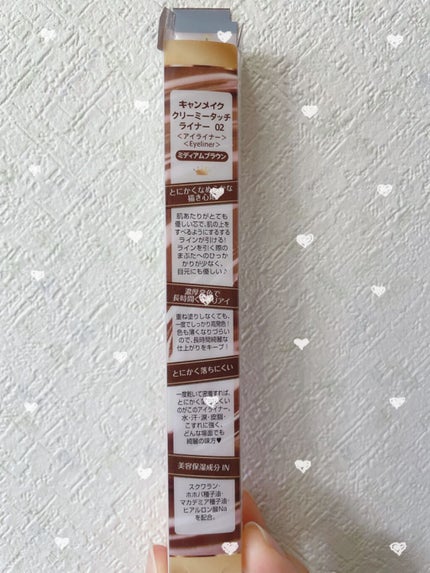 キャンメイク
クリーミータッチ
ライナー 02
<アイライナー>
<Eyeliner>
ミディアムブラウン
とにかくなめらかな
描き心
肌あたりがとても
優しい芯で、肌の上を
すべるようにするする
ラインが引ける!
ラインを引く際の
まぶたへのひっか
かりが少なく、
目元にも優しい♪
濃厚発色で
長時間くっきりアイ
重ね塗りしなくても、
一度でしっかり高発色!
色も薄くなりづらい
ので、長時間綺麗な
仕上がりをキープ!
とにかく落ちにくい
一度乾いて密着すれば、
とにかく落ちにくい
のがこのアイライナー。
水・汗・涙・皮脂・
こすれに強く、
どんな場面でも
綺麗の味方♥
美容保湿成分 IN
スクワラン・
ホホバ種子油・
マカデミア種子油・
ヒアルロン酸Na
を配合。